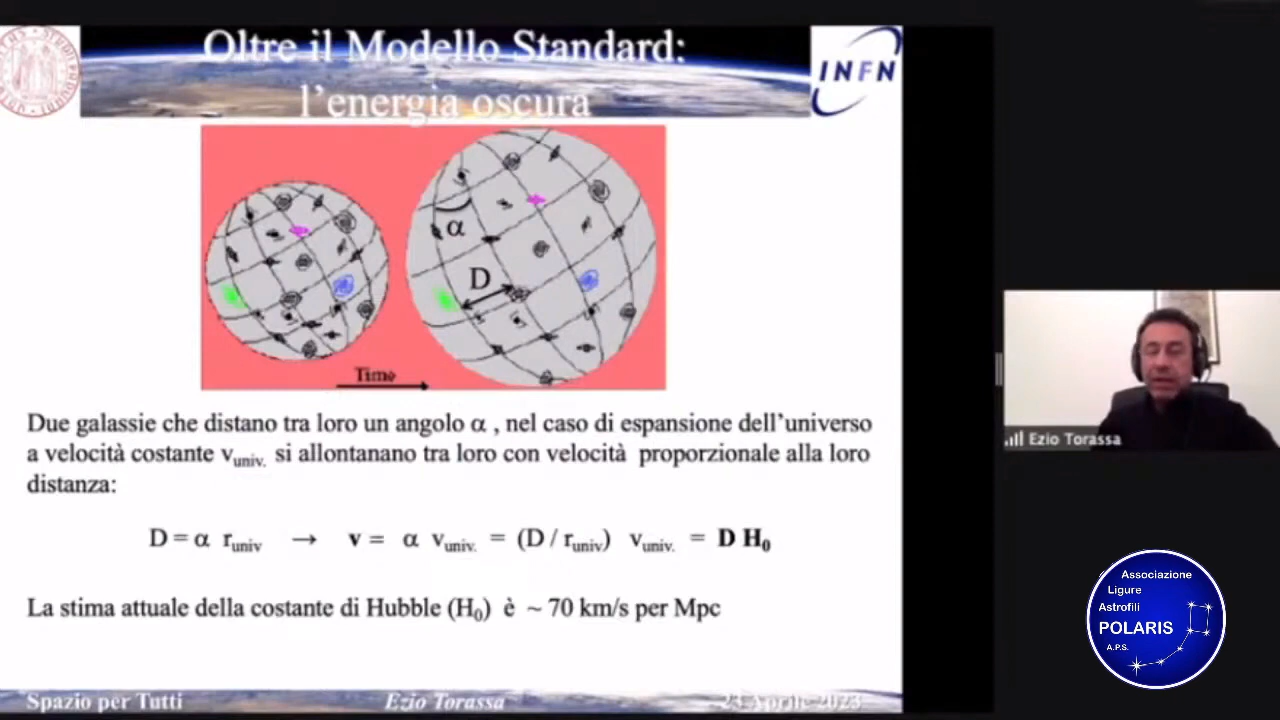 Oltre il Modello Standard:
l'energia oscura
INFN
α
D
Time
Due galassie che distano tra loro un angolo α , nel caso di espansione dell'universo
a velocità costante vuniv. si allontanano tra loro con velocità proporzionale alla loro
distanza:
D = α runiv → v = α vuniv. = (D / runiv) vuniv. = D H0
La stima attuale della costante di Hubble (H0) è ~ 70 km/s per Mpc
Spazio per Tutti Ezio Torassa 23 Aprile 2023
Ezio Torassa
Associazione
Ligure
Astrofili
POLARIS
A.P.S.